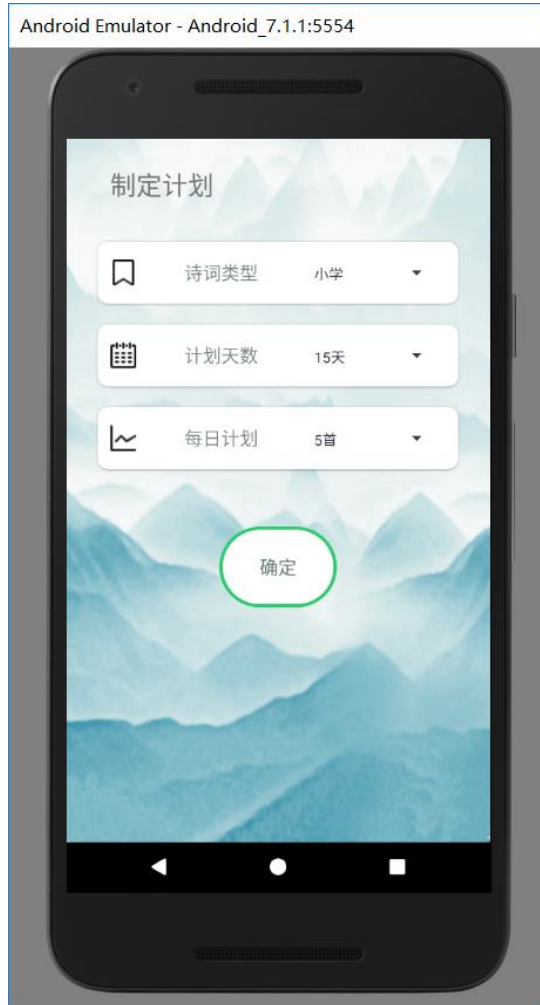 Android Emulator - Android_7.1.1:5554
制定计划
诗词类型 小学
计划天数 15天
每日计划 5首
确定